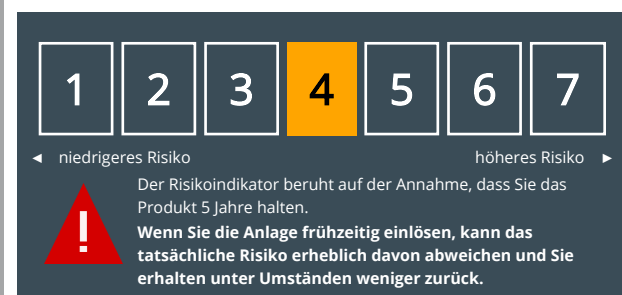 1 2 3 4 5 6 7
◄ niedrigeres Risiko höheres Risiko ►
Der Risikoindikator beruht auf der Annahme, dass Sie das
Produkt 5 Jahre halten.
Wenn Sie die Anlage frühzeitig einlösen, kann das
tatsächliche Risiko erheblich davon abweichen und Sie
erhalten unter Umständen weniger zurück.
!